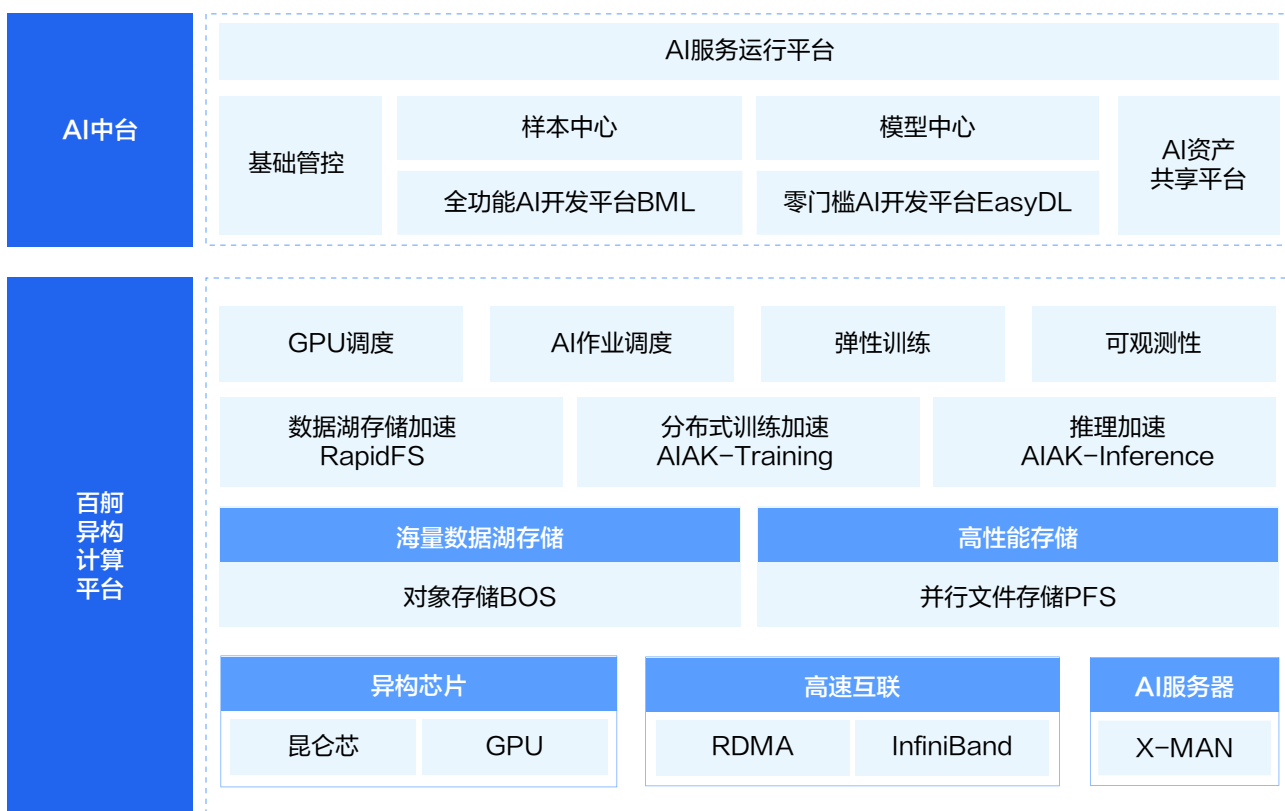 AI中台
AI服务运行平台
基础管控
样本中心
模型中心
全功能AI开发平台BML
零门槛AI开发平台EasyDL
AI资产
共享平台
百舸
异构
计算
平台
GPU调度
AI作业调度
弹性训练
可观测性
数据湖存储加速
RapidFS
分布式训练加速
AIAK-Training
推理加速
AIAK-Inference
海量数据湖存储
高性能存储
对象存储BOS
并行文件存储PFS
异构芯片
高速互联
AI服务器
昆仑芯
GPU
RDMA
InfiniBand
X-MAN